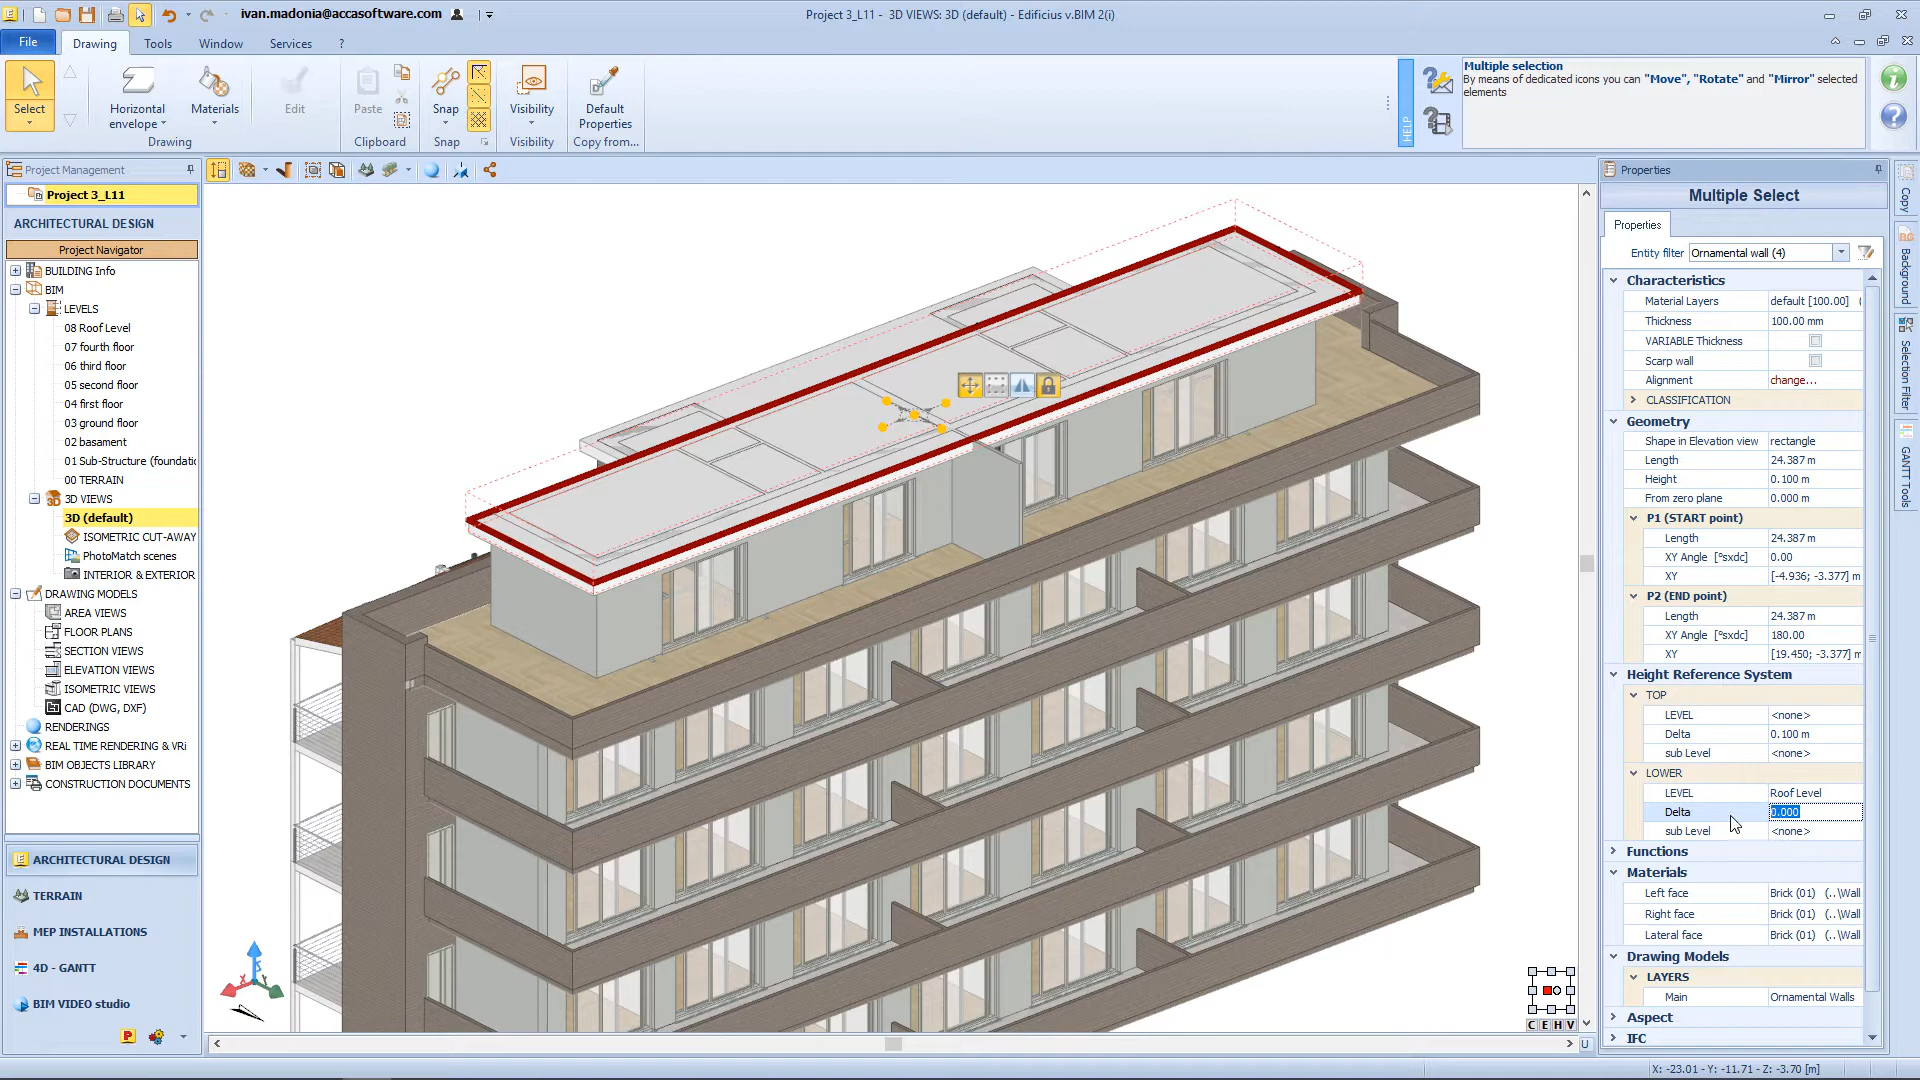 ivan.madonia@accasoftware.com
Project 3_L11 - 3D VIEWS: 3D (default) - Edificius v.BIM 2(i)
File
Drawing
Tools
Window
Services
?
Select
Horizontal
envelope
Materials
Edit
Paste
Snap
Visibility
Default
Properties
Drawing
Clipboard
Snap
Visibility
Copy from...
HELP
Multiple selection
By means of dedicated icons you can "Move", "Rotate" and "Mirror" selected
elements
Project Management
Project 3_L11
ARCHITECTURAL DESIGN
Project Navigator
BUILDING Info
BIM
LEVELS
08 Roof Level
07 fourth floor
06 third floor
05 second floor
04 first floor
03 ground floor
02 basament
01 Sub-Structure (foundatic
00 TERRAIN
3D VIEWS
3D (default)
ISOMETRIC CUT-AWAY
PhotoMatch scenes
INTERIOR & EXTERIOR
DRAWING MODELS
AREA VIEWS
FLOOR PLANS
SECTION VIEWS
ELEVATION VIEWS
ISOMETRIC VIEWS
CAD (DWG, DXF)
RENDERINGS
REAL TIME RENDERING & VRi
BIM OBJECTS LIBRARY
CONSTRUCTION DOCUMENTS
ARCHITECTURAL DESIGN
TERRAIN
MEP INSTALLATIONS
4D - GANTT
BIM VIDEO studio
C E H V
U
Properties
Multiple Select
Properties
Entity filter Ornamental wall (4)
Characteristics
Material Layers default [100.00] (
Thickness 100.00 mm
VARIABLE Thickness
Scarp wall
Alignment change...
CLASSIFICATION
Geometry
Shape in Elevation view rectangle
Length 24.387 m
Height 0.100 m
From zero plane 0.000 m
P1 (START point)
Length 24.387 m
XY Angle [°sxdc] 0.00
XY [-4.936; -3.377] m
P2 (END point)
Length 24.387 m
XY Angle [°sxdc] 180.00
XY [19.450; -3.377] m
Height Reference System
TOP
LEVEL <none>
Delta 0.100 m
sub Level <none>
LOWER
LEVEL Roof Level
Delta 0.000
sub Level <none>
Functions
Materials
Left face Brick (01) (..\Wall
Right face Brick (01) (..\Wall
Lateral face Brick (01) (..\Wall
Drawing Models
LAYERS
Main Ornamental Walls
Aspect
IFC
Copy
Background
Selection Filter
GANTT Tools
X: -23.01 - Y: -11.71 - Z: -3.70 [m]